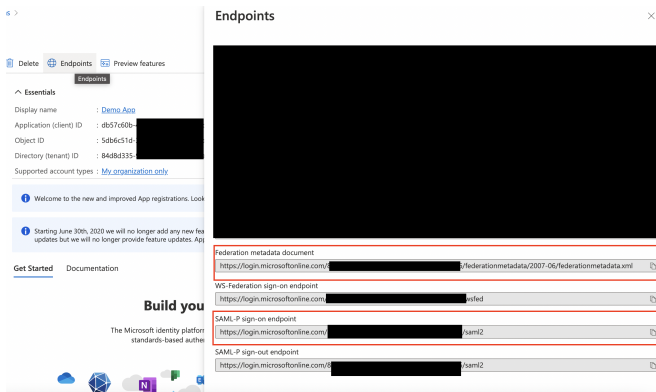 Endpoints
Delete Endpoints Preview features
Endpoints
Essentials
Display name : Demo App
Application (client) ID : db57c60b-
Object ID : 5db6c51d-
Directory (tenant) ID : 84d8d335-
Supported account types : My organization only
Welcome to the new and improved App registrations. Look
Starting June 30th, 2020 we will no longer add any new fea
updates but we will no longer provide feature updates. App
Get Started Documentation
Build you
The Microsoft identity platfor
standards-based authe
Federation metadata document
https://login.microsoftonline.com/8 /federationmetadata/2007-06/federationmetadata.xml
WS-Federation sign-on endpoint
https://login.microsoftonline.com/ wsfed
SAML-P sign-on endpoint
https://login.microsoftonline.com/ /saml2
SAML-P sign-out endpoint
https://login.microsoftonline.com/8 /saml2